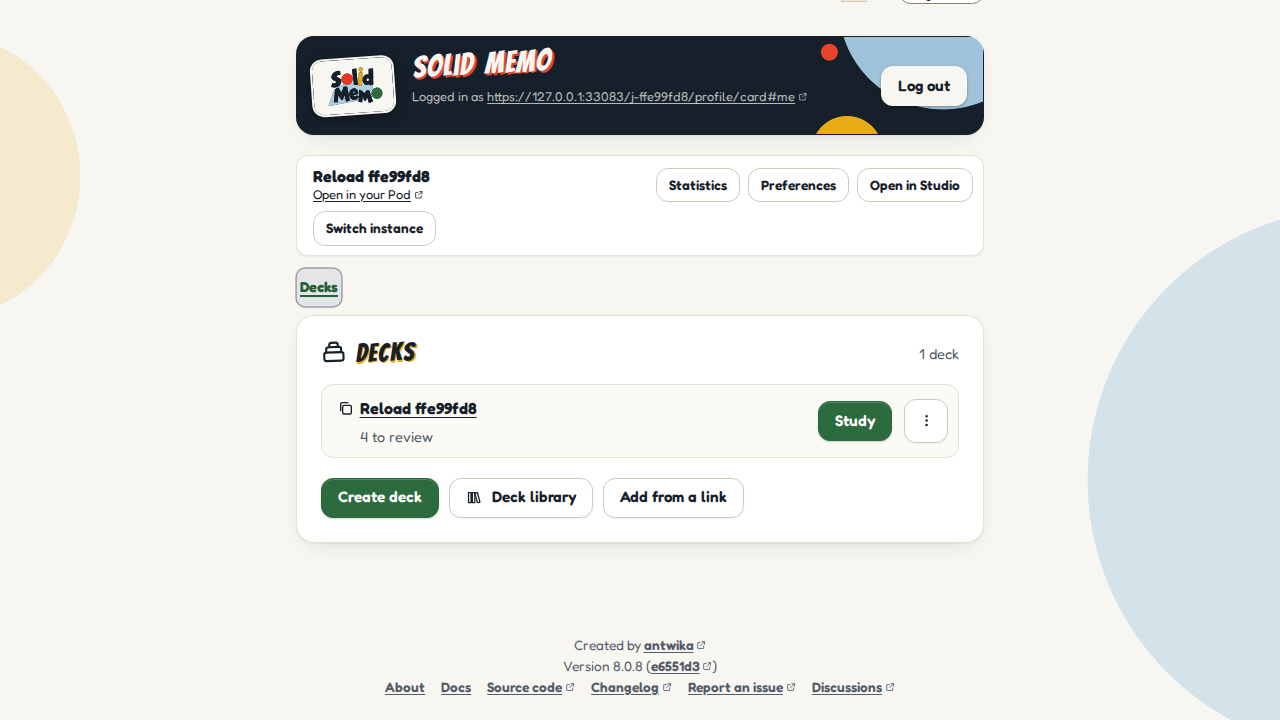 Solid Memo
SOLID MEMO
Logged in as https://127.0.0.1:33083/j-ffe99fd8/profile/card#me
Log out
Reload ffe99fd8
Open in your Pod
Statistics
Preferences
Open in Studio
Switch instance
Decks
DECKS
1 deck
Reload ffe99fd8
4 to review
Study
Create deck
Deck library
Add from a link
Created by antwika
Version 8.0.8 (e6551d3)
About Docs Source code Changelog Report an issue Discussions